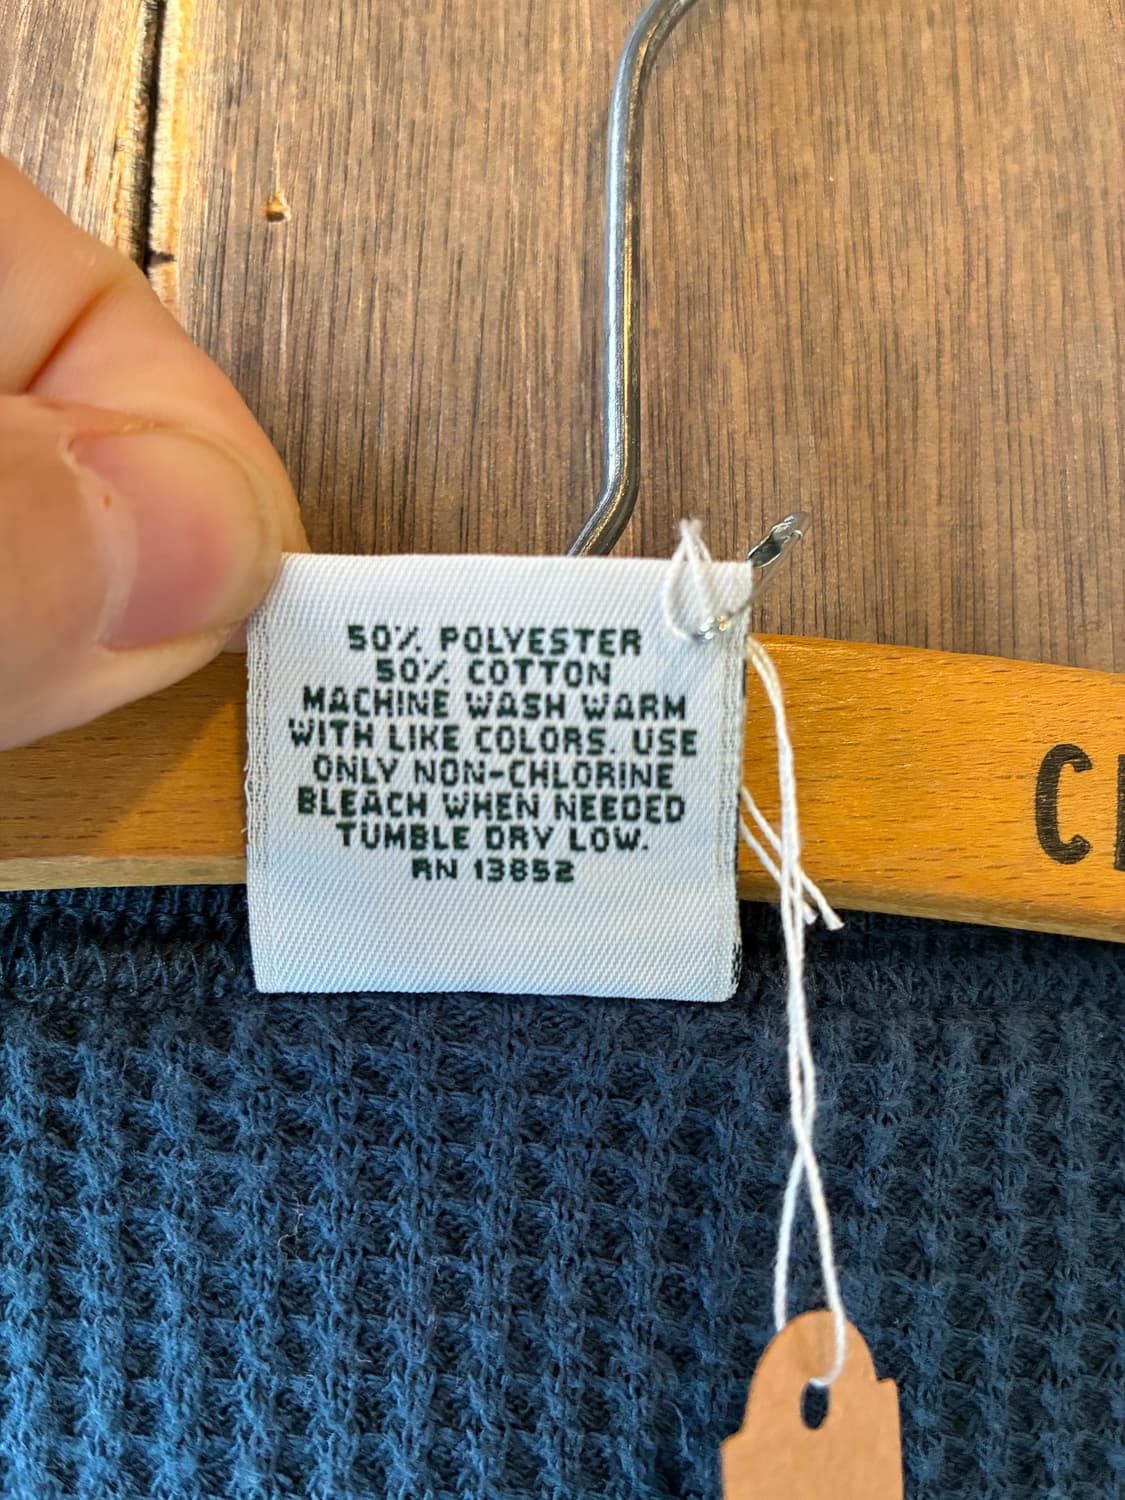 50% POLYESTER
50% COTTON
MACHINE WASH WARM
WITH LIKE COLORS. USE
ONLY NON-CHLORINE
BLEACH WHEN NEEDED
TUMBLE DRY LOW.
RN 13852